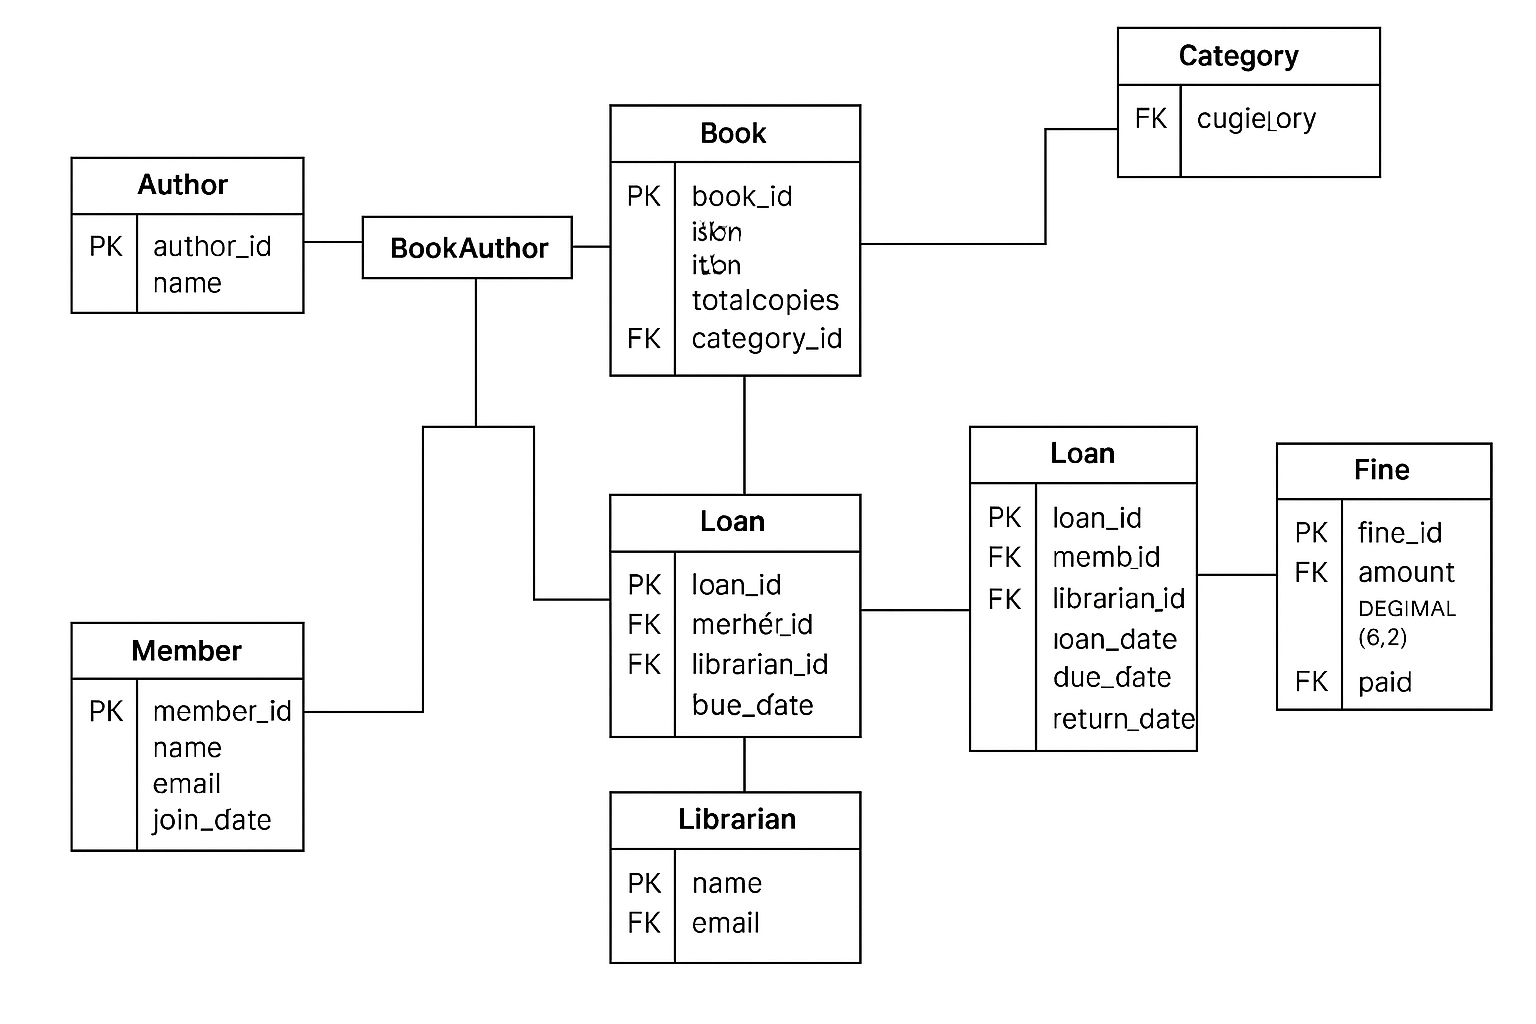 Category
FK cugieLory
Book
PK book_id
totalcopies
FK category_id
Author
PK author_id
name
BookAuthor
Loan
PK loan_id
FK merhér_id
FK librarian_id
bue_date
Loan
PK loan_id
FK memb_id
FK librarian_id
loan_date
due_date
return_date
Fine
PK fine_id
FK amount
DEGIMAL
(6,2)
FK paid
Member
PK member_id
name
email
join_date
Librarian
PK name
FK email